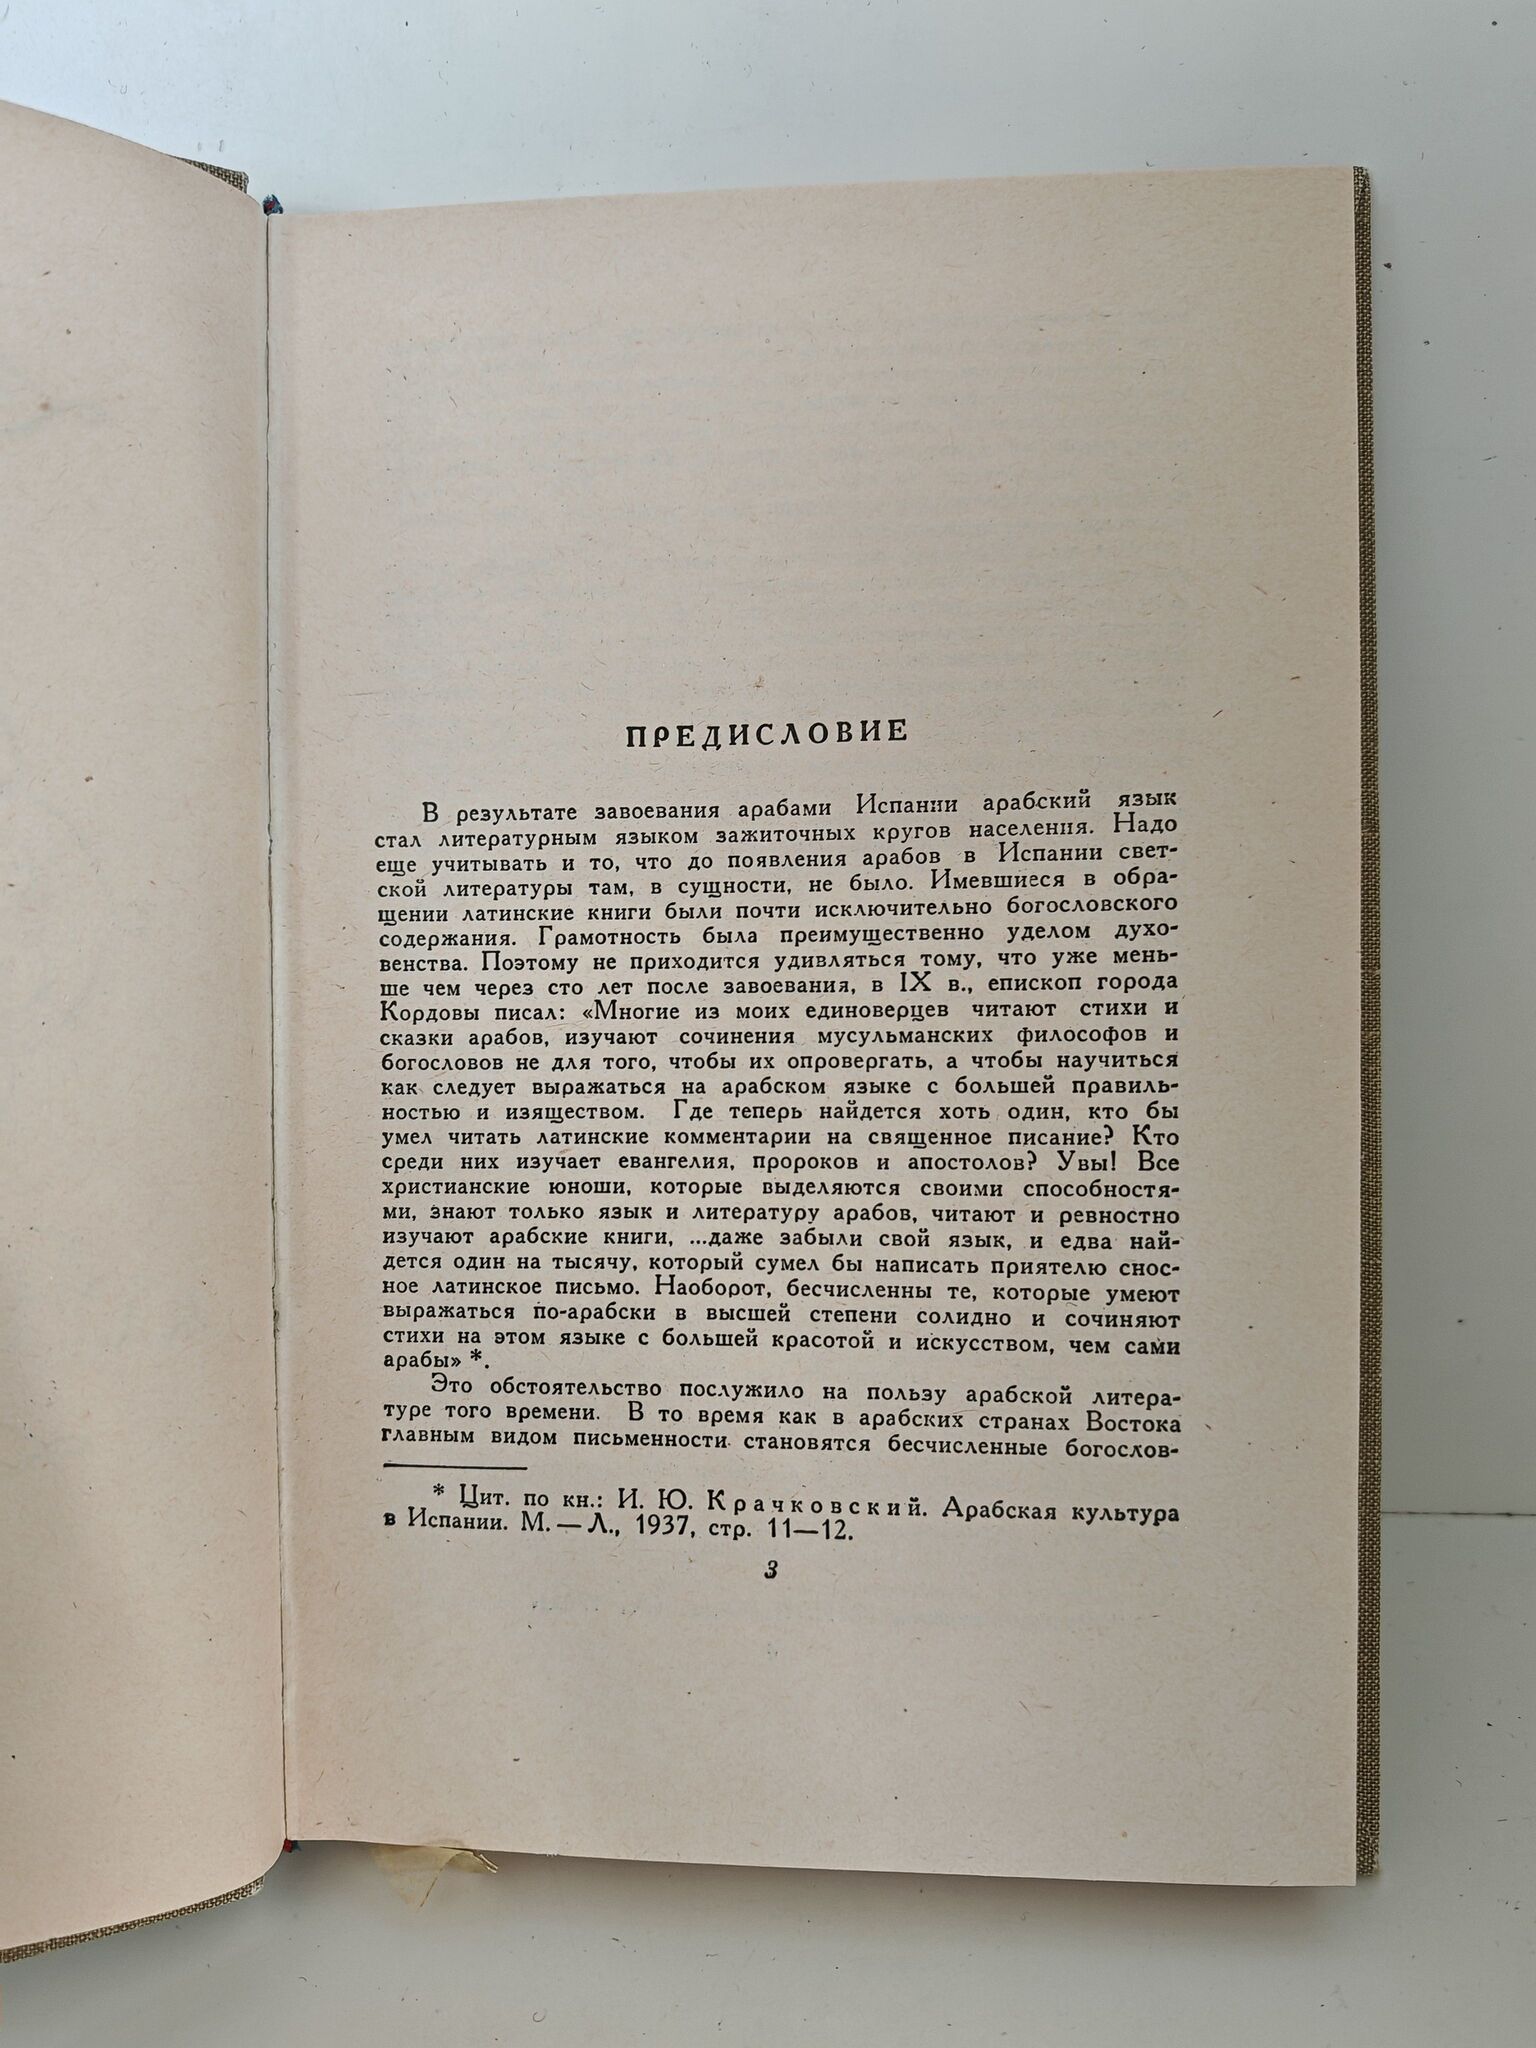 ПРЕДИСЛОВИЕ
В результате завоевания арабами Испании арабский язык
стал литературным языком зажиточных кругов населения. Надо
еще учитывать и то, что до появления арабов в Испании свет-
ской литературы там, в сущности, не было. Имевшиеся в обра-
щении латинские книги были почти исключительно богословского
содержания. Грамотность была преимущественно уделом духо-
венства. Поэтому не приходится удивляться тому, что уже мень-
ше чем через сто лет после завоевания, в IX в., епископ города
Кордовы писал: «Многие из моих единоверцев читают стихи и
сказки арабов, изучают сочинения мусульманских философов и
богословов не для того, чтобы их опровергать, а чтобы научиться
как следует выражаться на арабском языке с большей правиль-
ностью и изяществом. Где теперь найдется хоть один, кто бы
умел читать латинские комментарии на священное писание? Кто
среди них изучает евангелия, пророков и апостолов? Увы! Все
христианские юноши, которые выделяются своими способностя-
ми, знают только язык и литературу арабов, читают и ревностно
изучают арабские книги, ...даже забыли свой язык, и едва най-
дется один на тысячу, который сумел бы написать приятелю снос-
ное латинское письмо. Наоборот, бесчисленны те, которые умеют
выражаться по-арабски в высшей степени солидно и сочиняют
стихи на этом языке с большей красотой и искусством, чем сами
арабы» *.
Это обстоятельство послужило на пользу арабской литера-
туре того времени. В то время как в арабских странах Востока
главным видом письменности становятся бесчисленные богослов-
* Цит. по кн.: И. Ю. Крачковский. Арабская культура
в Испании. М. — Л., 1937, стр. 11—12.
3